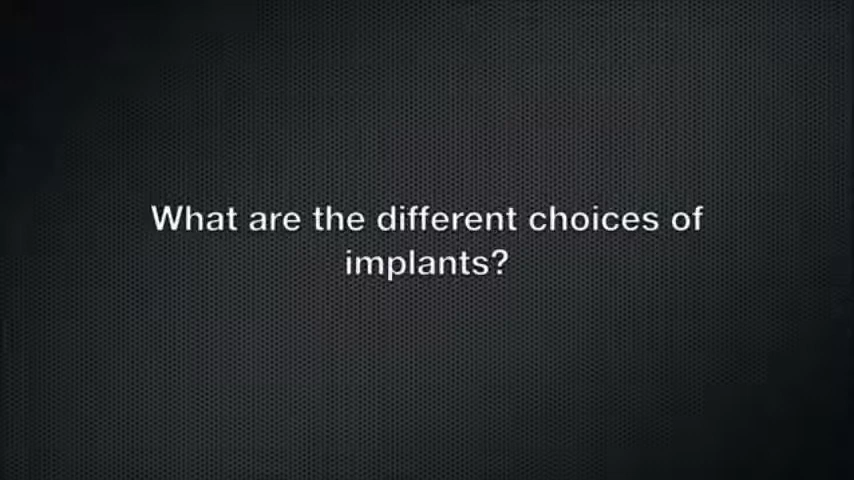 What are the different choices of
implants?